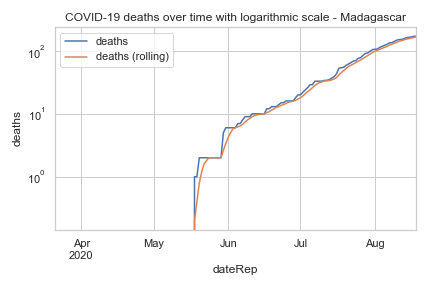 COVID-19 deaths over time with logarithmic scale - Madagascar
deaths
deaths (rolling)
10²
10¹
10⁰
deaths
Apr
2020
May
Jun
Jul
Aug
dateRep